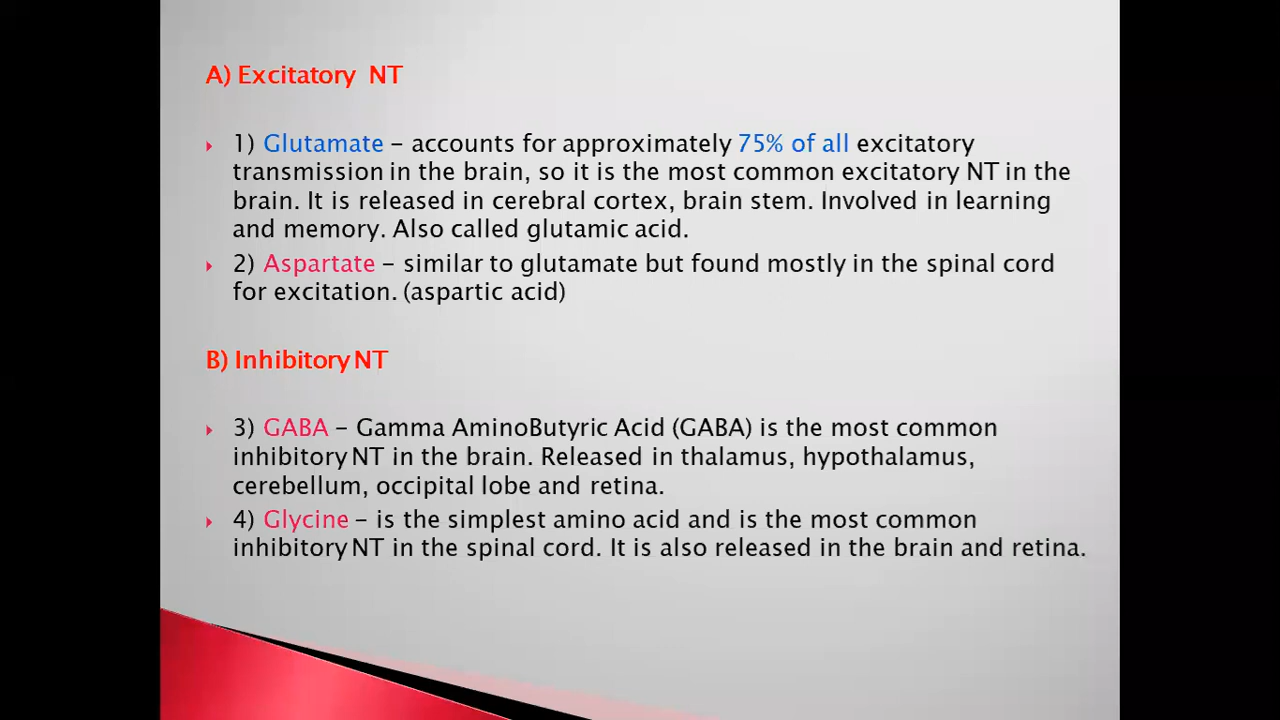 A) Excitatory NT
1) Glutamate – accounts for approximately 75% of all excitatory
transmission in the brain, so it is the most common excitatory NT in the
brain. It is released in cerebral cortex, brain stem. Involved in learning
and memory. Also called glutamic acid.
2) Aspartate – similar to glutamate but found mostly in the spinal cord
for excitation. (aspartic acid)
B) Inhibitory NT
3) GABA – Gamma AminoButyric Acid (GABA) is the most common
inhibitory NT in the brain. Released in thalamus, hypothalamus,
cerebellum, occipital lobe and retina.
4) Glycine – is the simplest amino acid and is the most common
inhibitory NT in the spinal cord. It is also released in the brain and retina.